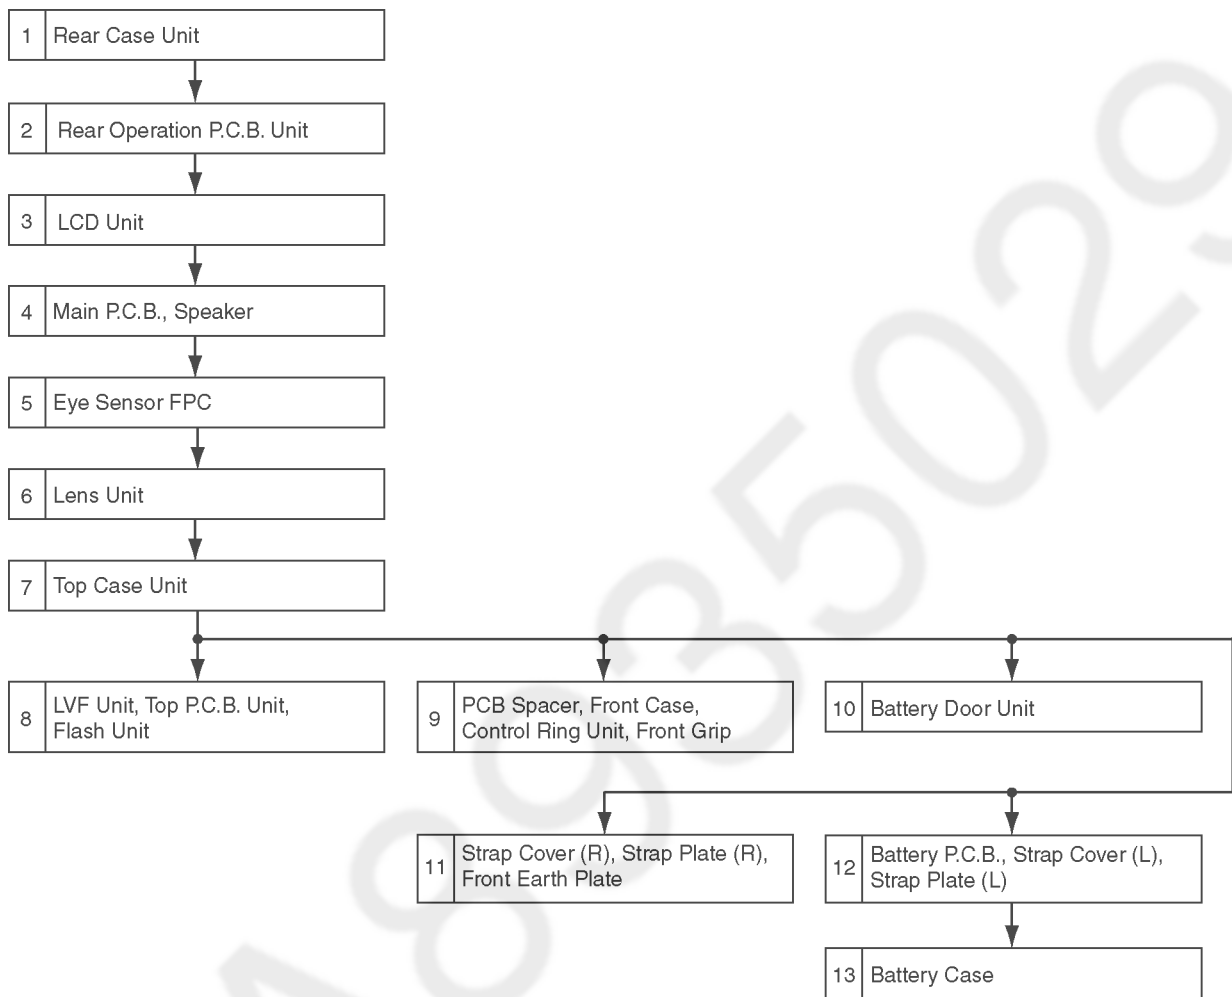 1 Rear Case Unit
2 Rear Operation P.C.B. Unit
3 LCD Unit
4 Main P.C.B., Speaker
5 Eye Sensor FPC
6 Lens Unit
7 Top Case Unit
8 LVF Unit, Top P.C.B. Unit,
Flash Unit
9 PCB Spacer, Front Case,
Control Ring Unit, Front Grip
10 Battery Door Unit
11 Strap Cover (R), Strap Plate (R),
Front Earth Plate
12 Battery P.C.B., Strap Cover (L),
Strap Plate (L)
13 Battery Case